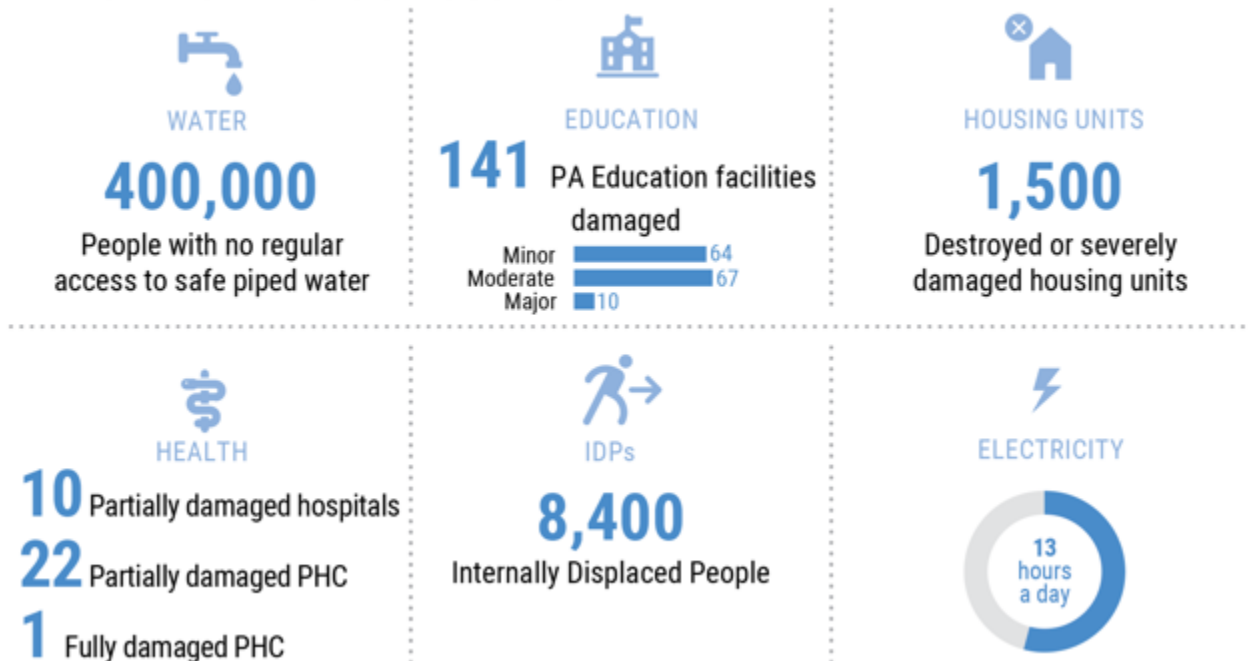 WATER
400,000
People with no regular
access to safe piped water
EDUCATION
141 PA Education facilities
damaged
Minor 64
Moderate 67
Major 10
HOUSING UNITS
1,500
Destroyed or severely
damaged housing units
HEALTH
10 Partially damaged hospitals
22 Partially damaged PHC
1 Fully damaged PHC
IDPs
8,400
Internally Displaced People
ELECTRICITY
13
hours
a day